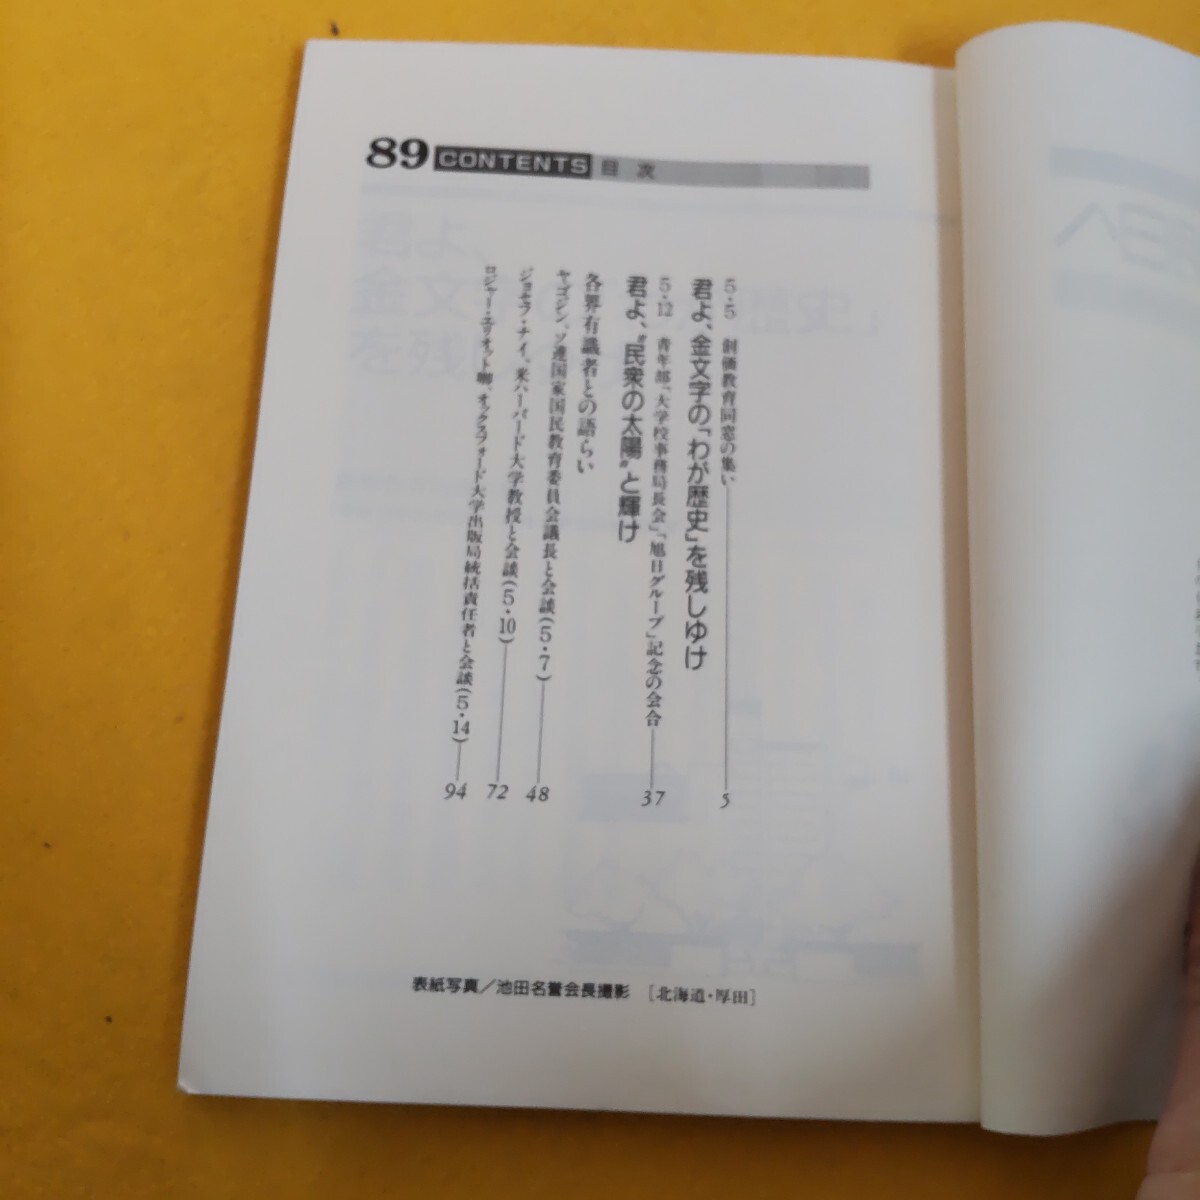 89 CONTENTS 目次
5・5 創価教育同窓の集い 5
君よ、金文字の「わが歴史」を残しゆけ
5・12 青年部「大学校事務局長会」「旭日グループ」記念の会合 37
君よ、“民衆の太陽”と輝け
各界有識者との語らい
ヤゴジン、ソ連国家国民教育委員会議長と会談(5・7) 48
ジョセフ・ナイ、米ハーバード大学教授と会談(5・10) 72
ロジャー・エリオット卿、オックスフォード大学出版局統括責任者と会談(5・14) 94
表紙写真/池田名誉会長撮影 [北海道・厚田]